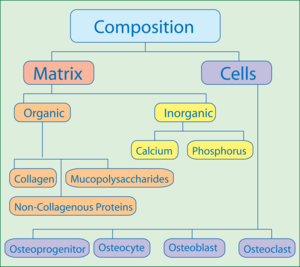 Composition
Matrix
Cells
Organic
Inorganic
Calcium
Phosphorus
Collagen
Mucopolysaccharides
Non-Collagenous Proteins
Osteoprogenitor
Osteocyte
Osteoblast
Osteoclast